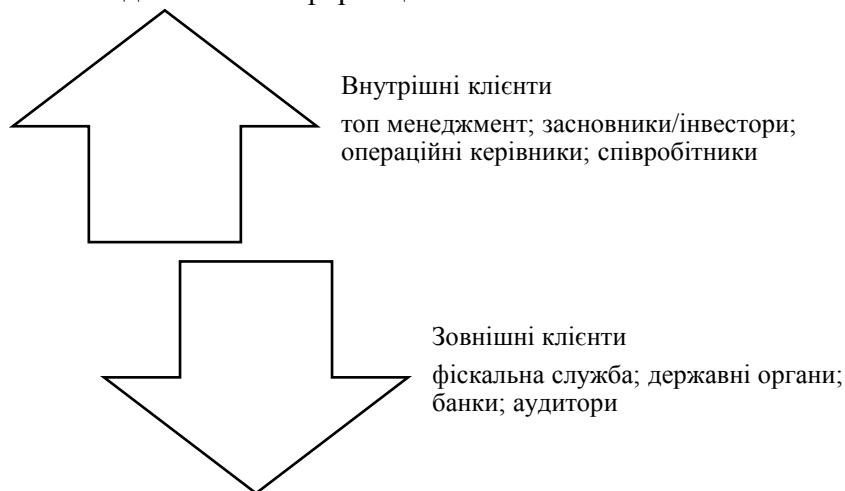 Внутрішні клієнти
топ менеджмент; засновники/інвестори;
операційні керівники; співробітники
Зовнішні клієнти
фіскальна служба; державні органи;
банки; аудитори